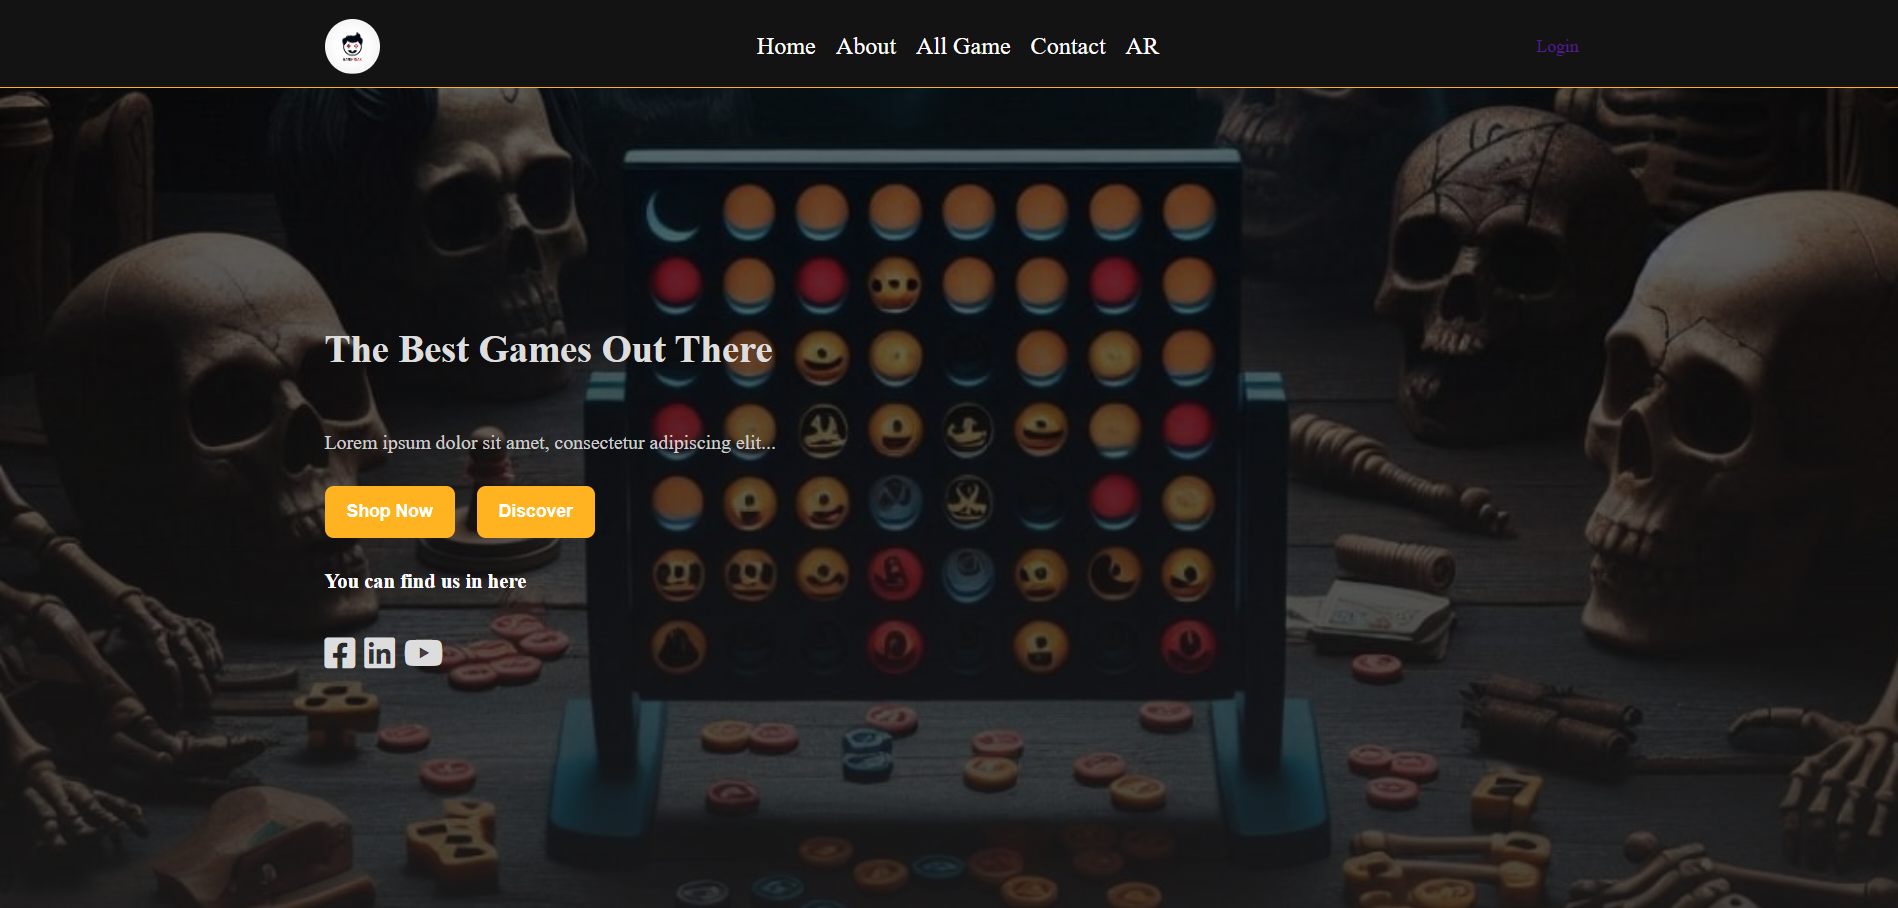 Home About All Game Contact AR Login
The Best Games Out There
Lorem ipsum dolor sit amet, consectetur adipiscing elit...
Shop Now Discover
You can find us in here